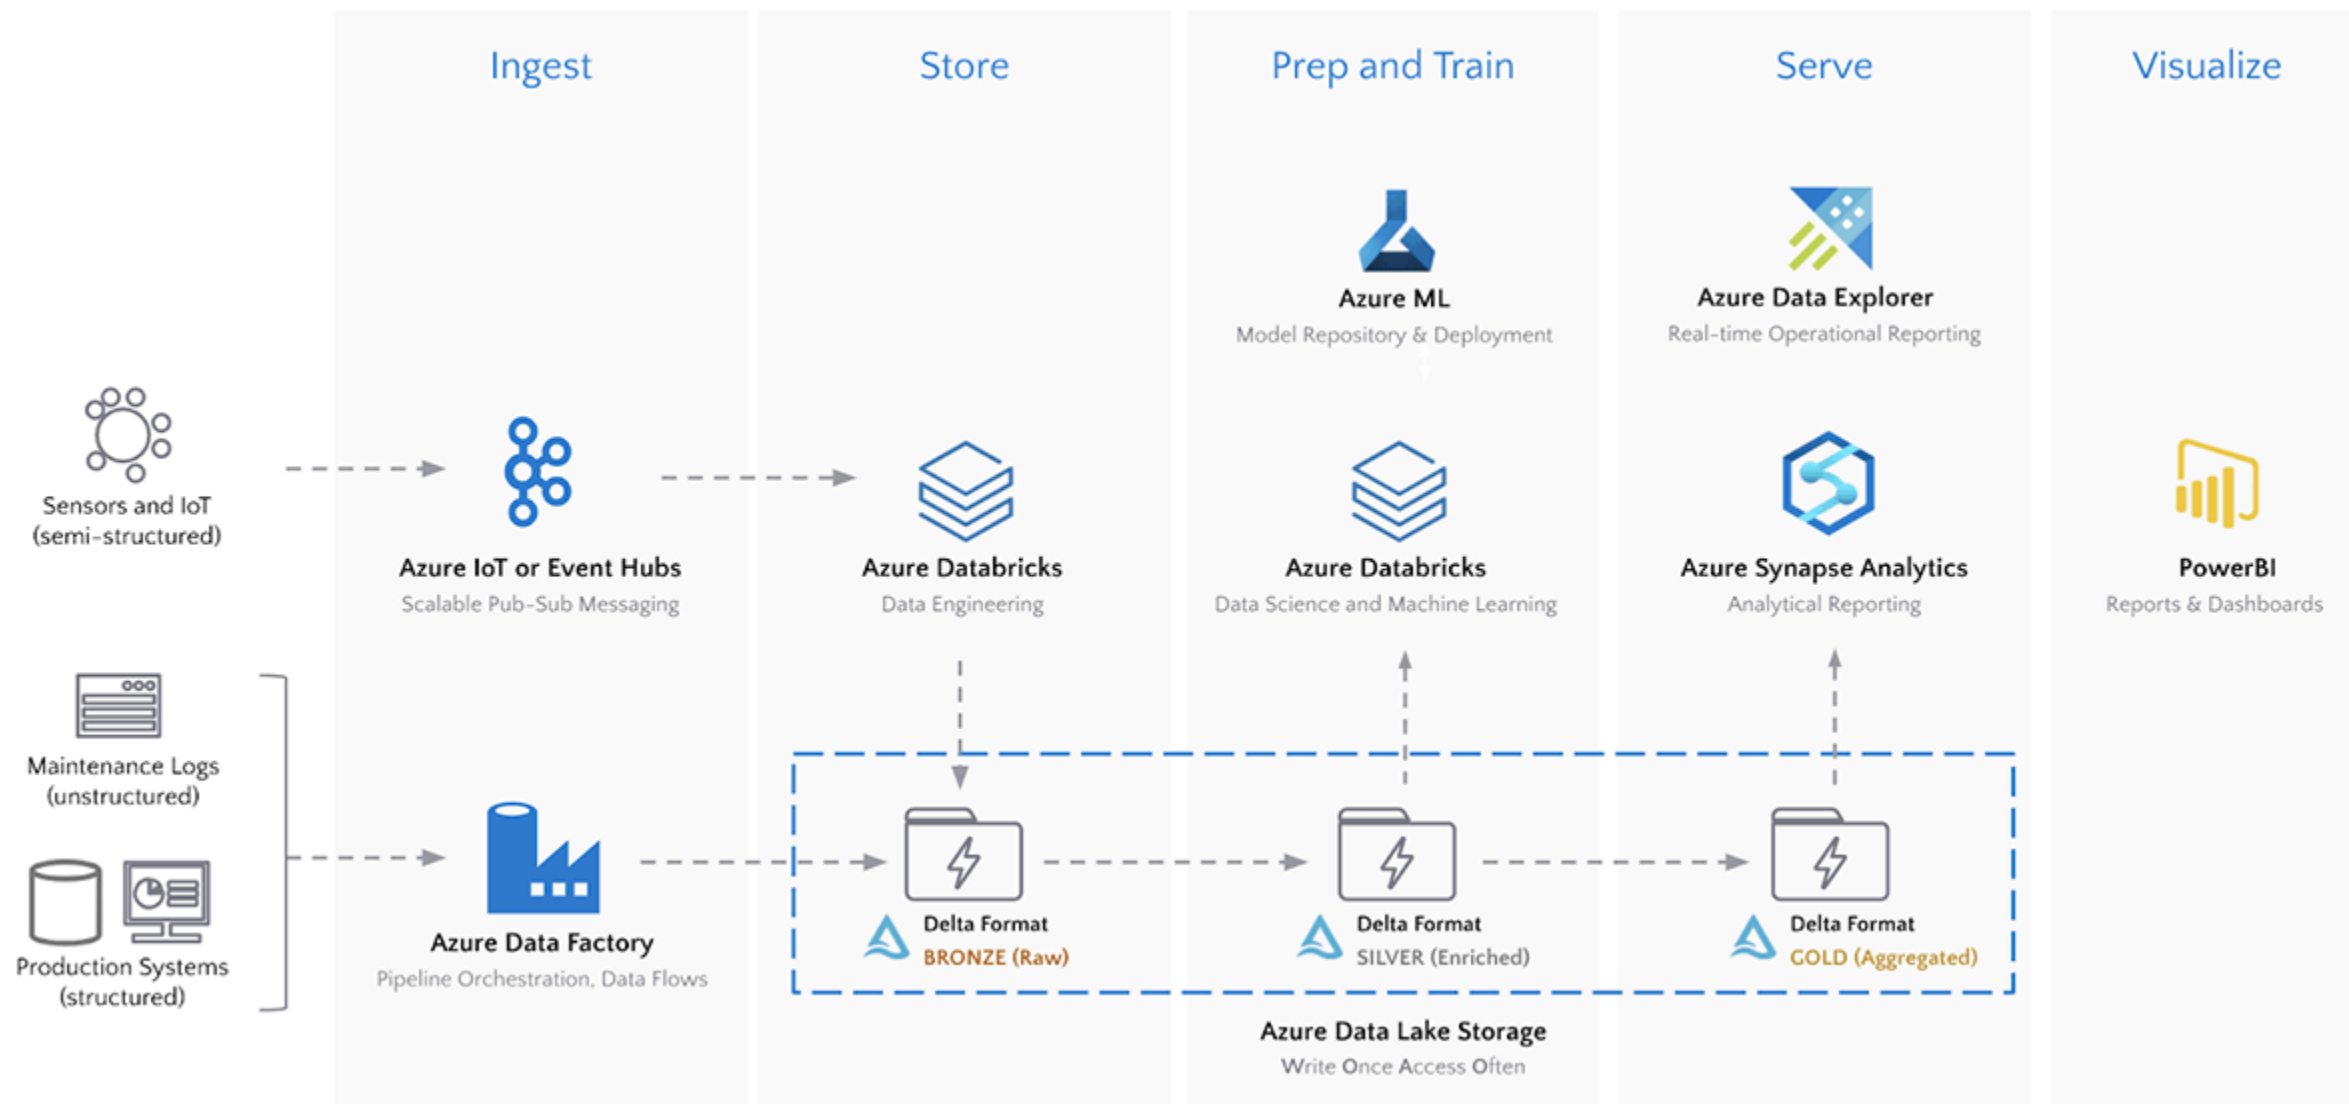 Ingest
Store
Prep and Train
Serve
Visualize
Azure ML
Model Repository & Deployment
Azure Data Explorer
Real-time Operational Reporting
Sensors and IoT
(semi-structured)
Azure IoT or Event Hubs
Scalable Pub-Sub Messaging
Azure Databricks
Data Engineering
Azure Databricks
Data Science and Machine Learning
Azure Synapse Analytics
Analytical Reporting
PowerBI
Reports & Dashboards
Maintenance Logs
(unstructured)
Production Systems
(structured)
Azure Data Factory
Pipeline Orchestration, Data Flows
Delta Format
BRONZE (Raw)
Delta Format
SILVER (Enriched)
Delta Format
GOLD (Aggregated)
Azure Data Lake Storage
Write Once Access Often